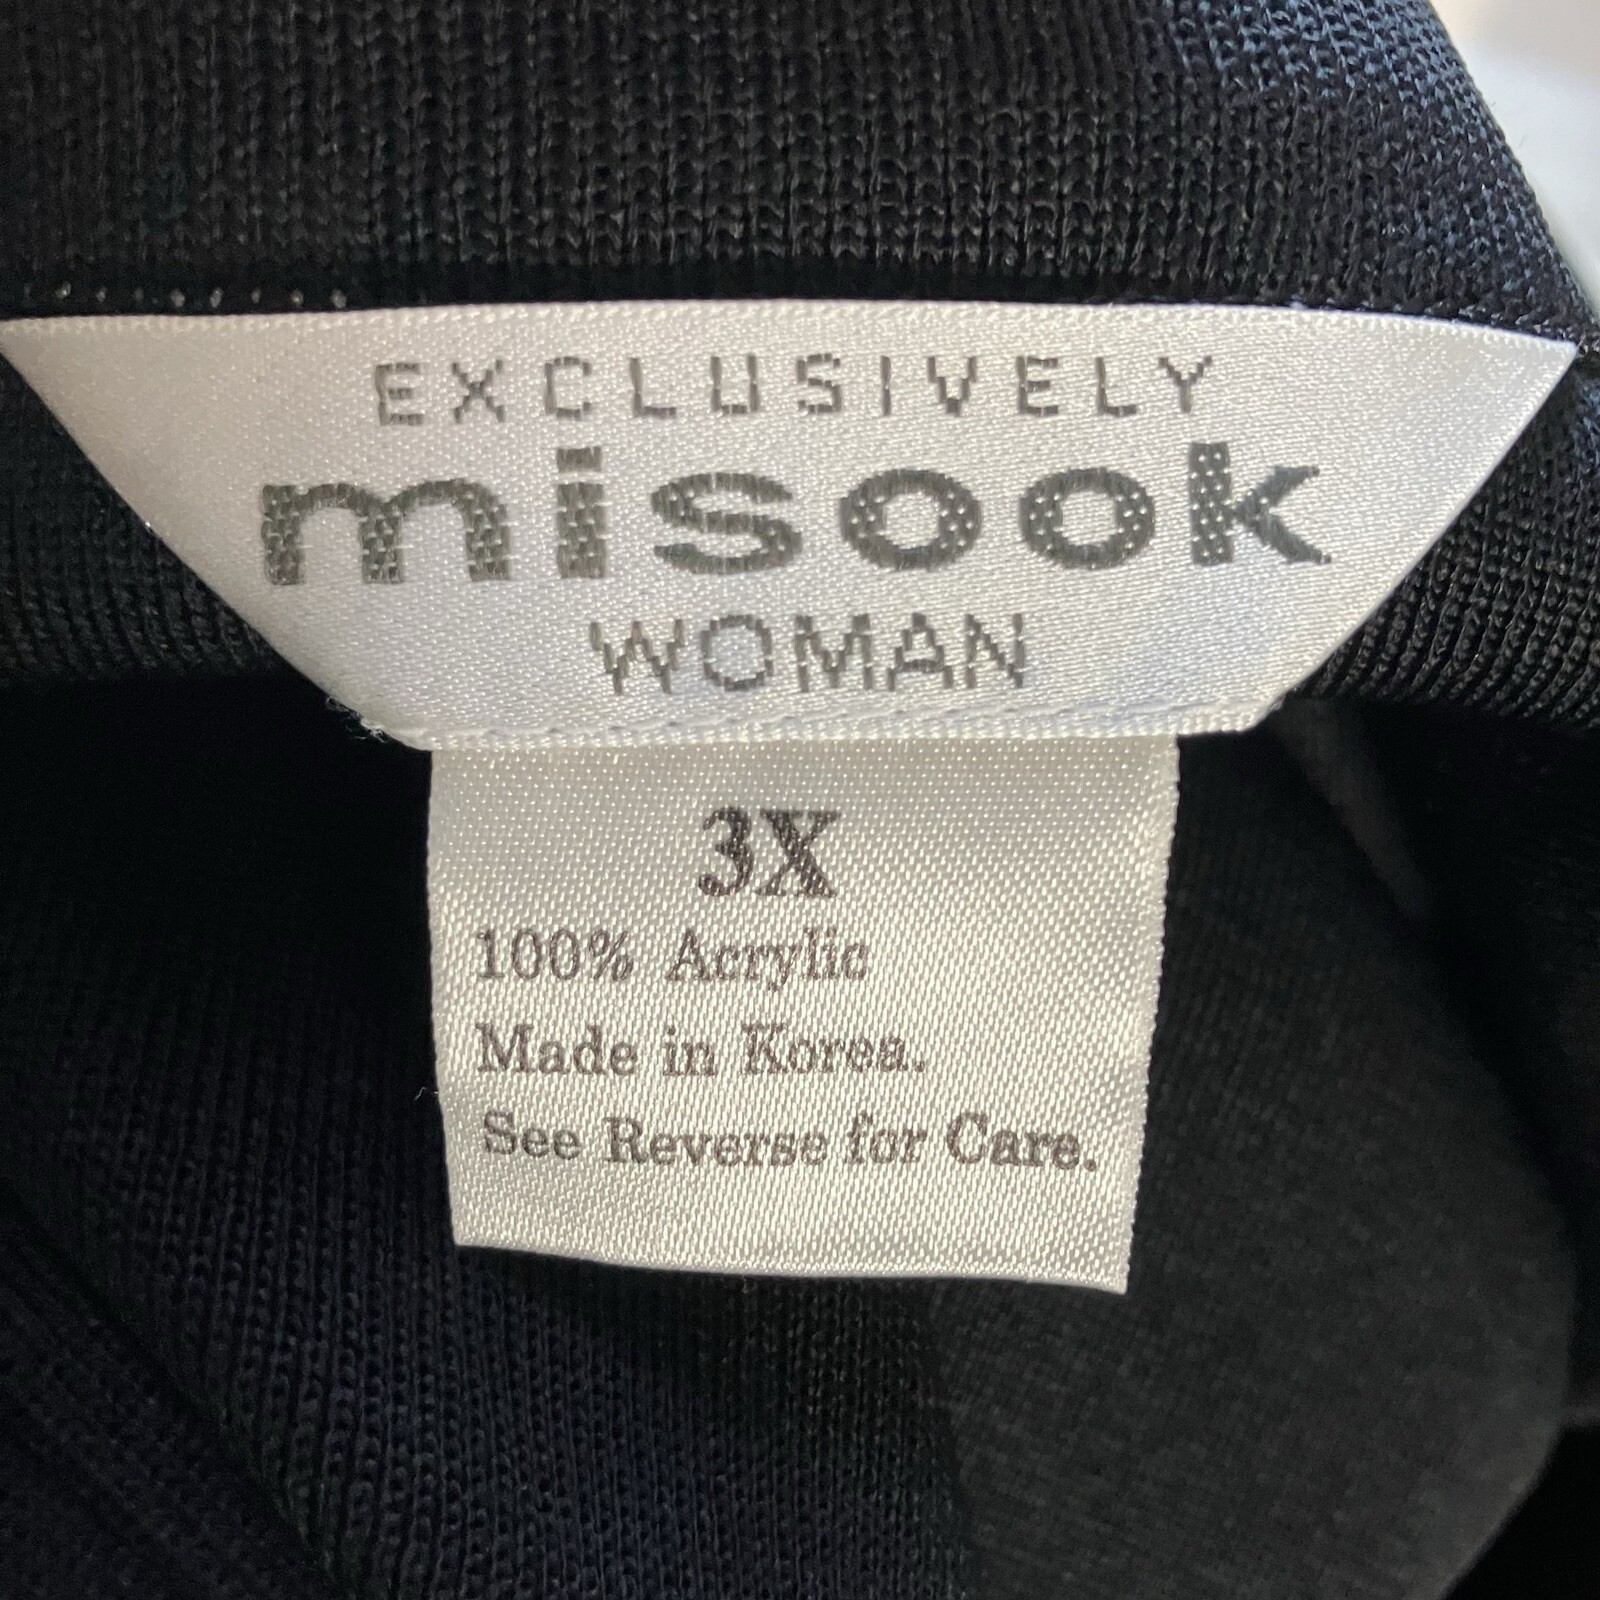 EXCLUSIVELY
misook
WOMAN
3X
100% Acrylic
Made in Korea.
See Reverse for Care.